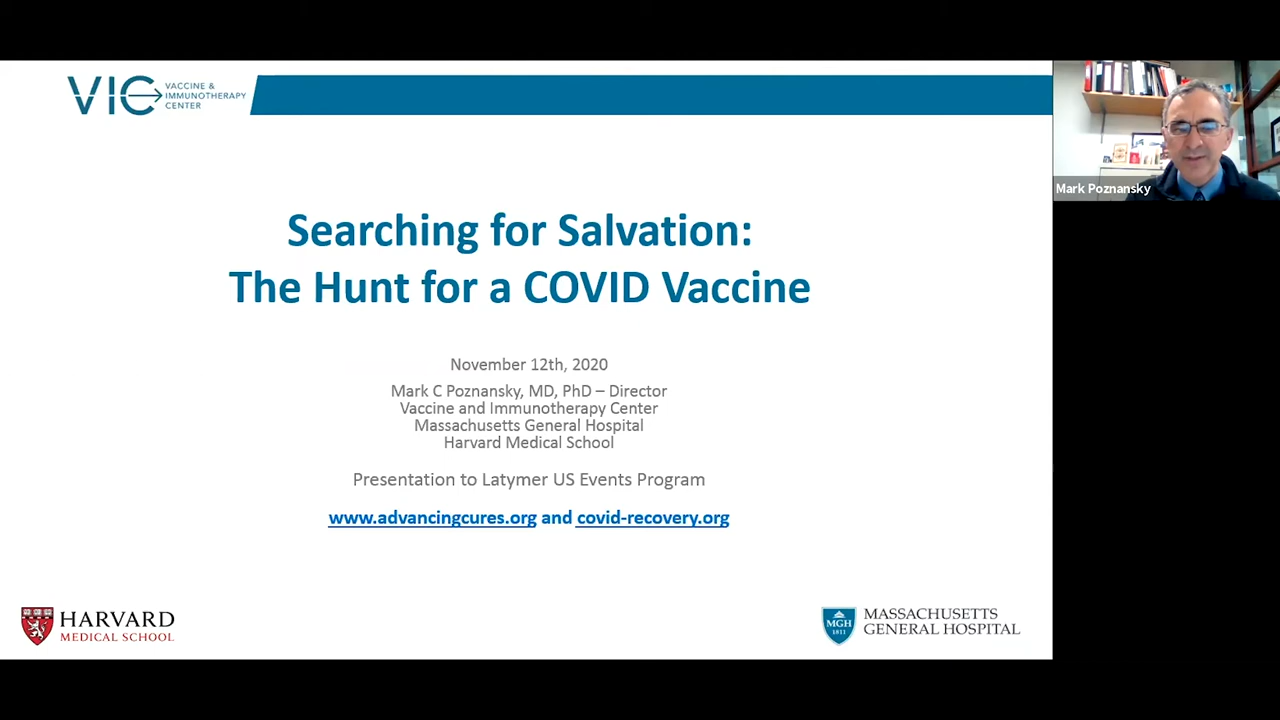 VIC
VACCINE &
IMMUNOTHERAPY
CENTER
Mark Poznansky
Searching for Salvation:
The Hunt for a COVID Vaccine
November 12th, 2020
Mark C Poznansky, MD, PhD – Director
Vaccine and Immunotherapy Center
Massachusetts General Hospital
Harvard Medical School
Presentation to Latymer US Events Program
www.advancingcures.org and covid-recovery.org
HARVARD
MEDICAL SCHOOL
MGH
1811
MASSACHUSETTS
GENERAL HOSPITAL